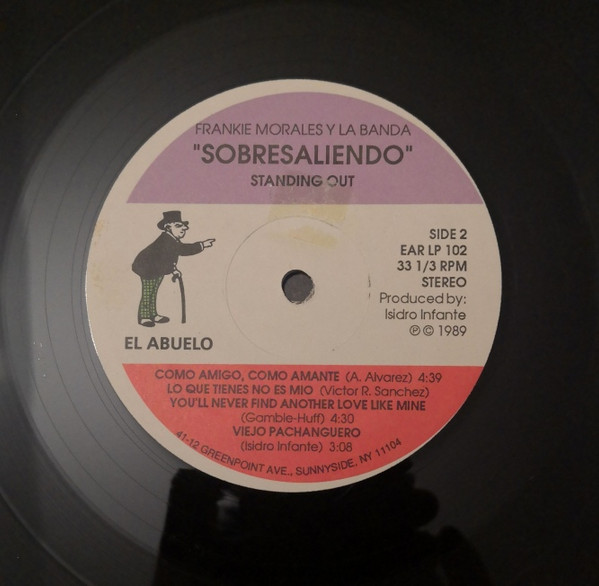 FRANKIE MORALES Y LA BANDA
"SOBRESALIENDO"
STANDING OUT
SIDE 2
EAR LP 102
33 1/3 RPM
STEREO
Produced by:
Isidro Infante
℗ © 1989
EL ABUELO
COMO AMIGO, COMO AMANTE (A. Alvarez) 4:39
LO QUE TIENES NO ES MIO (Victor R. Sanchez)
YOU'LL NEVER FIND ANOTHER LOVE LIKE MINE
(Gamble-Huff) 4:30
VIEJO PACHANGUERO
(Isidro Infante) 3:08
41-12 GREENPOINT AVE., SUNNYSIDE, NY 11104